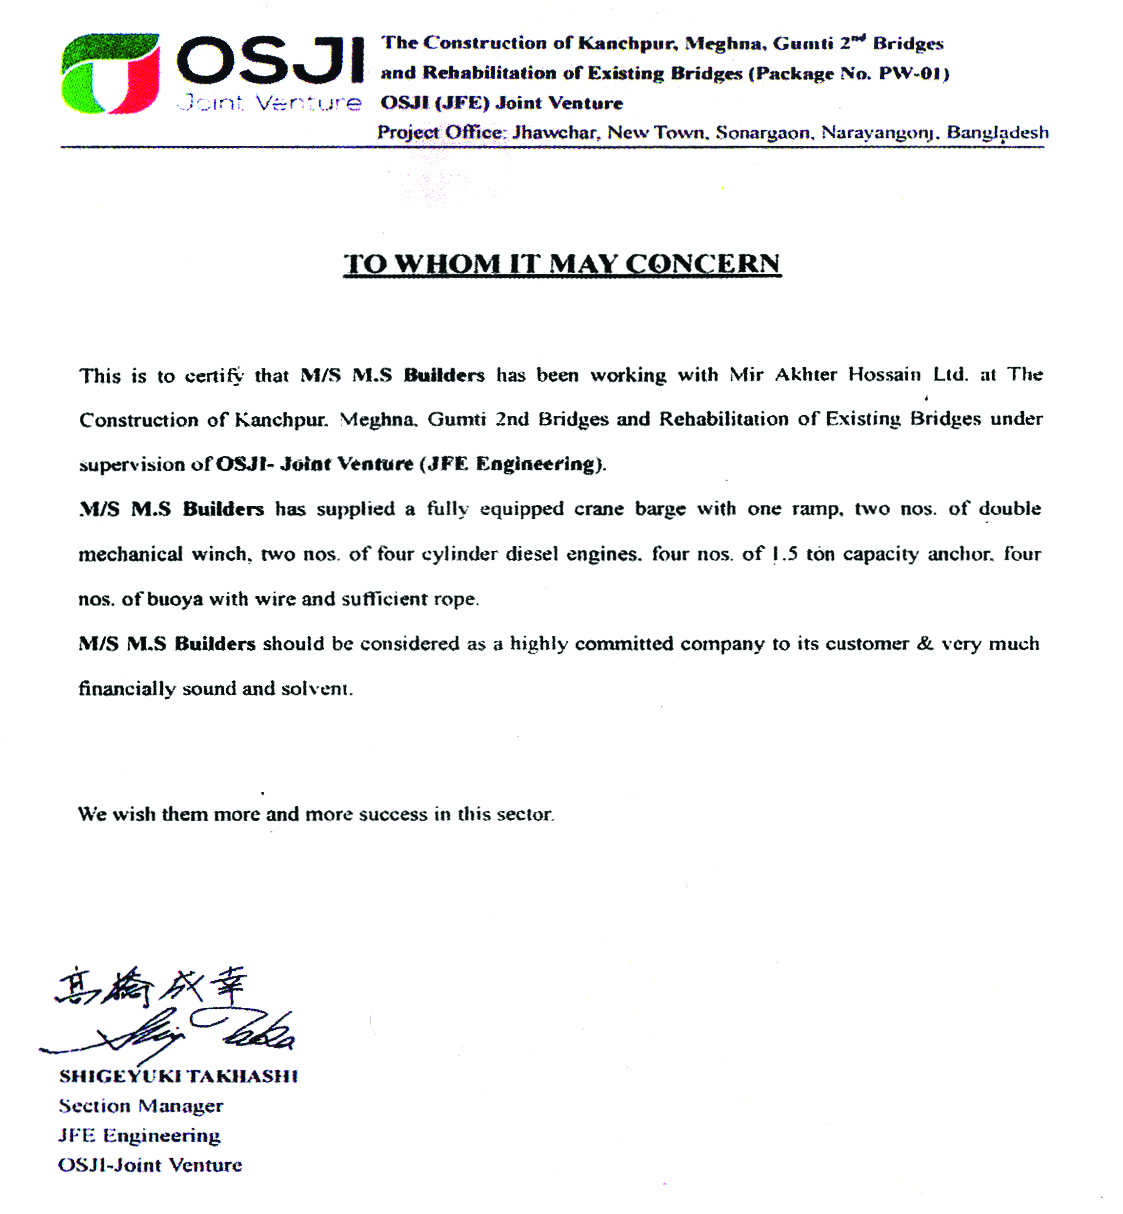 OSJI
Joint Venture
The Construction of Kanchpur, Meghna, Gumti 2nd Bridges
and Rehabilitation of Existing Bridges (Package No. PW-01)
OSJI (JFE) Joint Venture
Project Office: Jhawchar, New Town, Sonargaon, Narayangonj, Bangladesh
TO WHOM IT MAY CONCERN
This is to certify that M/S M.S Builders has been working with Mir Akhter Hossain Ltd. at The
Construction of Kanchpur, Meghna, Gumti 2nd Bridges and Rehabilitation of Existing Bridges under
supervision of OSJI- Joint Venture (JFE Engineering).
M/S M.S Builders has supplied a fully equipped crane barge with one ramp, two nos. of double
mechanical winch, two nos. of four cylinder diesel engines, four nos. of 1.5 ton capacity anchor, four
nos. of buoya with wire and sufficient rope.
M/S M.S Builders should be considered as a highly committed company to its customer & very much
financially sound and solvent.
We wish them more and more success in this sector.
高橋成幸
SHIGEYUKI TAKHASHI
Section Manager
JFE Engineering
OSJI-Joint Venture